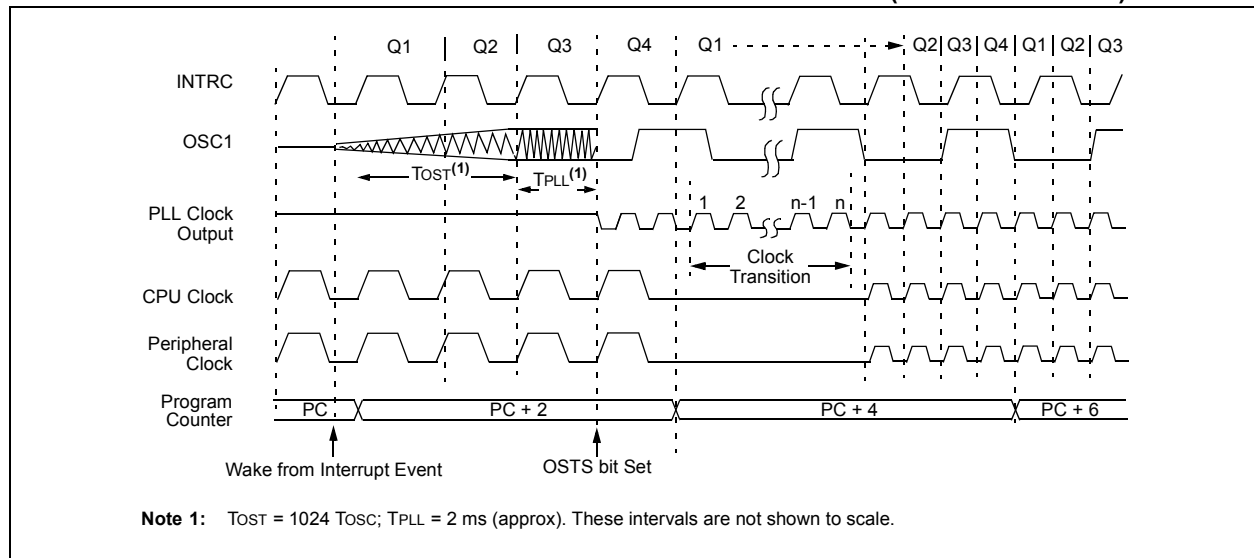 Q1 Q2 Q3 Q4 Q1 Q2 Q3 Q4 Q1 Q2 Q3
INTRC
OSC1
TOST(1) TPLL(1)
PLL Clock
Output
1 2 n-1 n
Clock
Transition
CPU Clock
Peripheral
Clock
Program
Counter
PC PC + 2 PC + 4 PC + 6
Wake from Interrupt Event OSTS bit Set
Note 1: TOST = 1024 TOSC; TPLL = 2 ms (approx). These intervals are not shown to scale.